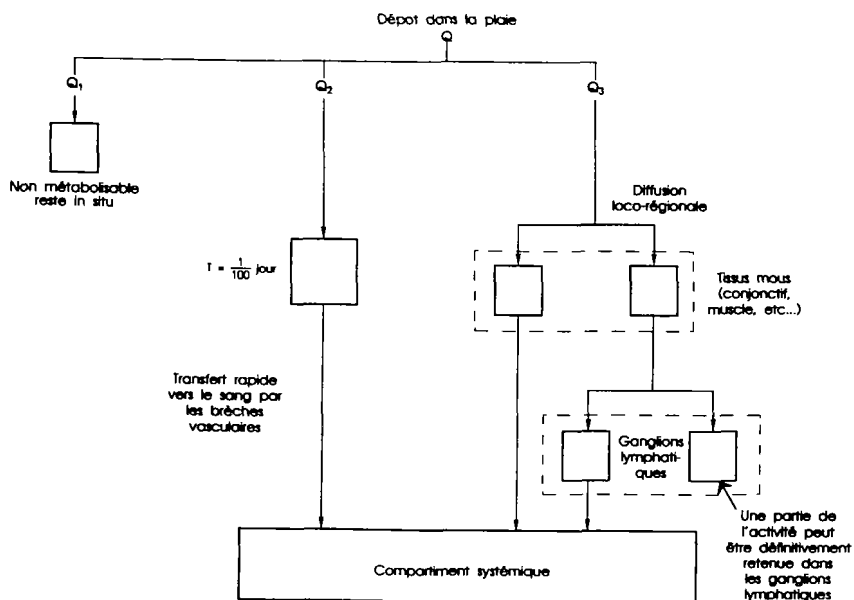 Dépot dans la plaie
Q
Q₁
Q₂
Q₃
Non métabolisable
reste in situ
Diffusion
loco-régionale
T = 1/100 jour
Tissus mous
(conjonctif,
muscle, etc...)
Transfert rapide
vers le sang par
les brèches
vasculaires
Ganglions
lymphati-
ques
Une partie de
l'activité peut
être définitivement
retenue dans
les ganglions
lymphatiques
Compartiment systémique